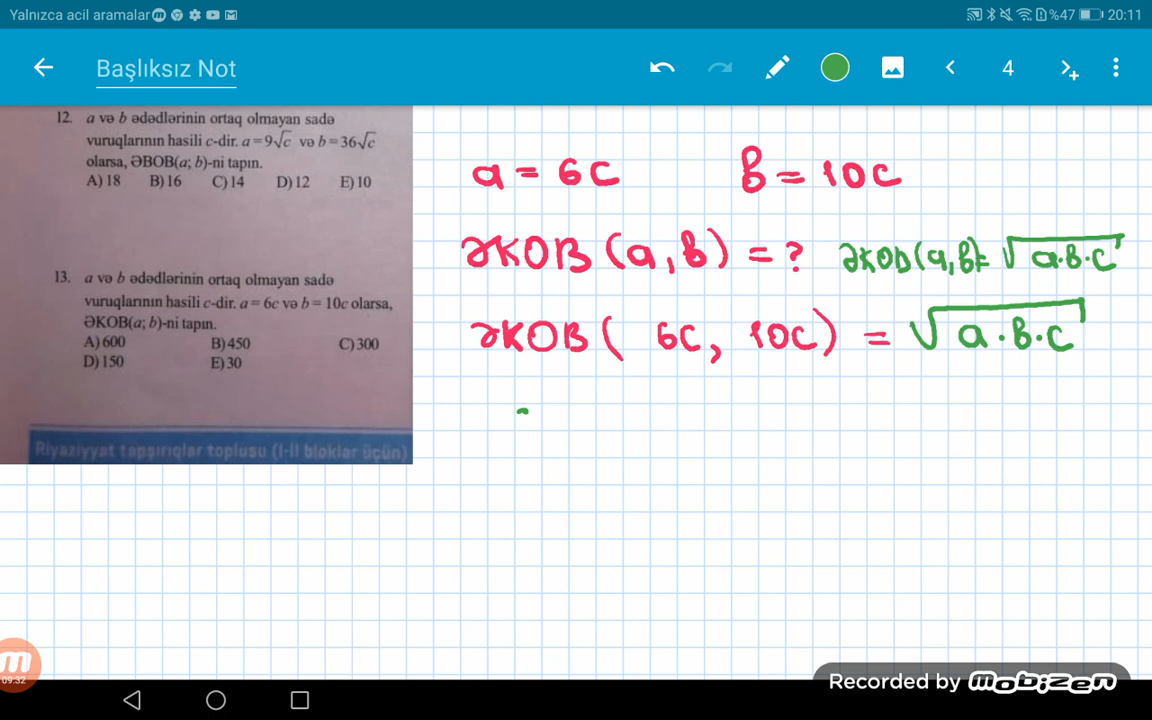 Yalnızca acil aramalar
%47 20:11
Başlıksız Not
4
12. a və b ədədlərinin ortaq olmayan sadə
vuruqlarının hasili c-dir. a=9√c və b=36√c
olarsa, ƏBOB(a; b)-ni tapın.
A) 18 B) 16 C) 14 D) 12 E) 10
13. a və b ədədlərinin ortaq olmayan sadə
vuruqlarının hasili c-dir. a = 6c və b = 10c olarsa,
ƏKOB(a; b)-ni tapın.
A) 600 B) 450 C) 300
D) 150 E) 30
Riyaziyyat tapşırıqlar toplusu (I-II bloklar üçün)
a = 6c b = 10c
əKOB (a,b) = ? əKOB(a,b)= √a·b·c
əKOB ( 6c, 10c) = √a·b·c
09:32
Recorded by mobizen